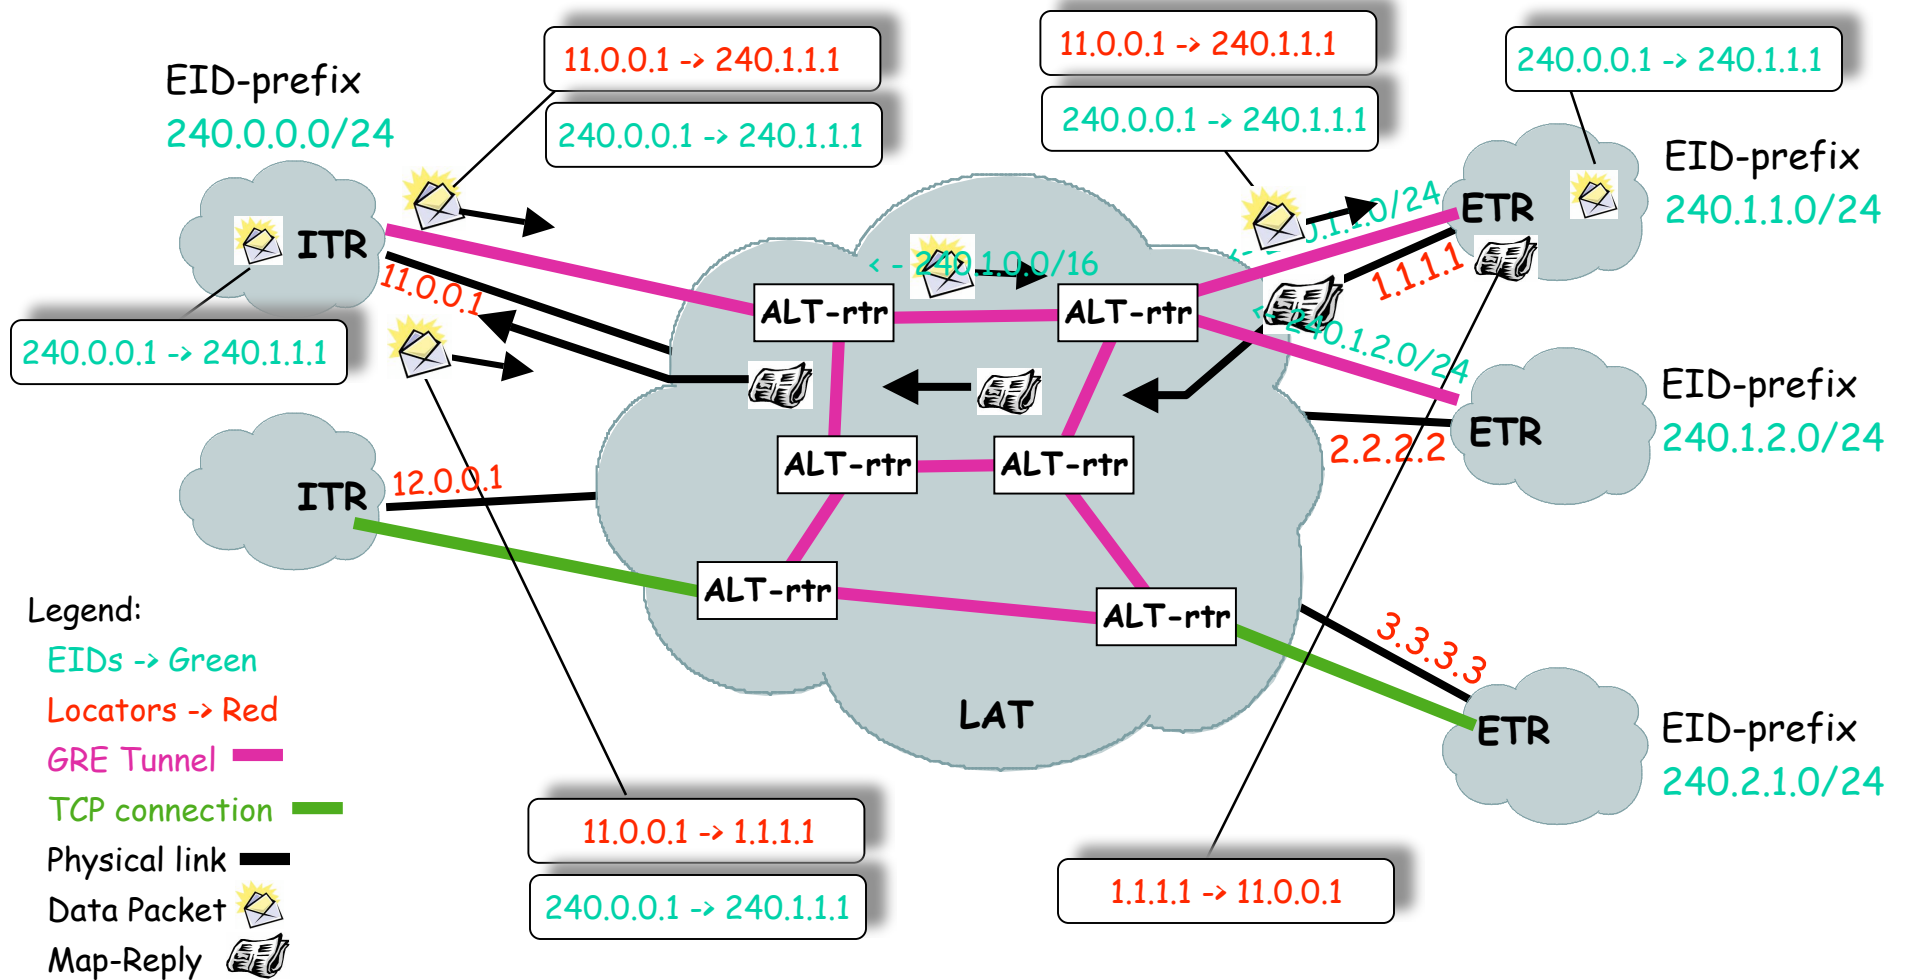 11.0.0.1 -> 240.1.1.1
240.0.0.1 -> 240.1.1.1
11.0.0.1 -> 240.1.1.1
240.0.0.1 -> 240.1.1.1
240.0.0.1 -> 240.1.1.1
EID-prefix
240.0.0.0/24
EID-prefix
240.1.1.0/24
ITR
11.0.0.1
240.0.0.1 -> 240.1.1.1
<- 240.1.0.0/16
.1.1.0/24
ETR
1.1.1.1
ALT-rtr
ALT-rtr
<- 240.1.2.0/24
EID-prefix
240.1.2.0/24
ETR
2.2.2.2
ITR
12.0.0.1
ALT-rtr
ALT-rtr
ALT-rtr
ALT-rtr
LAT
3.3.3.3
ETR
EID-prefix
240.2.1.0/24
Legend:
EIDs -> Green
Locators -> Red
GRE Tunnel
TCP connection
Physical link
Data Packet
Map-Reply
11.0.0.1 -> 1.1.1.1
240.0.0.1 -> 240.1.1.1
1.1.1.1 -> 11.0.0.1